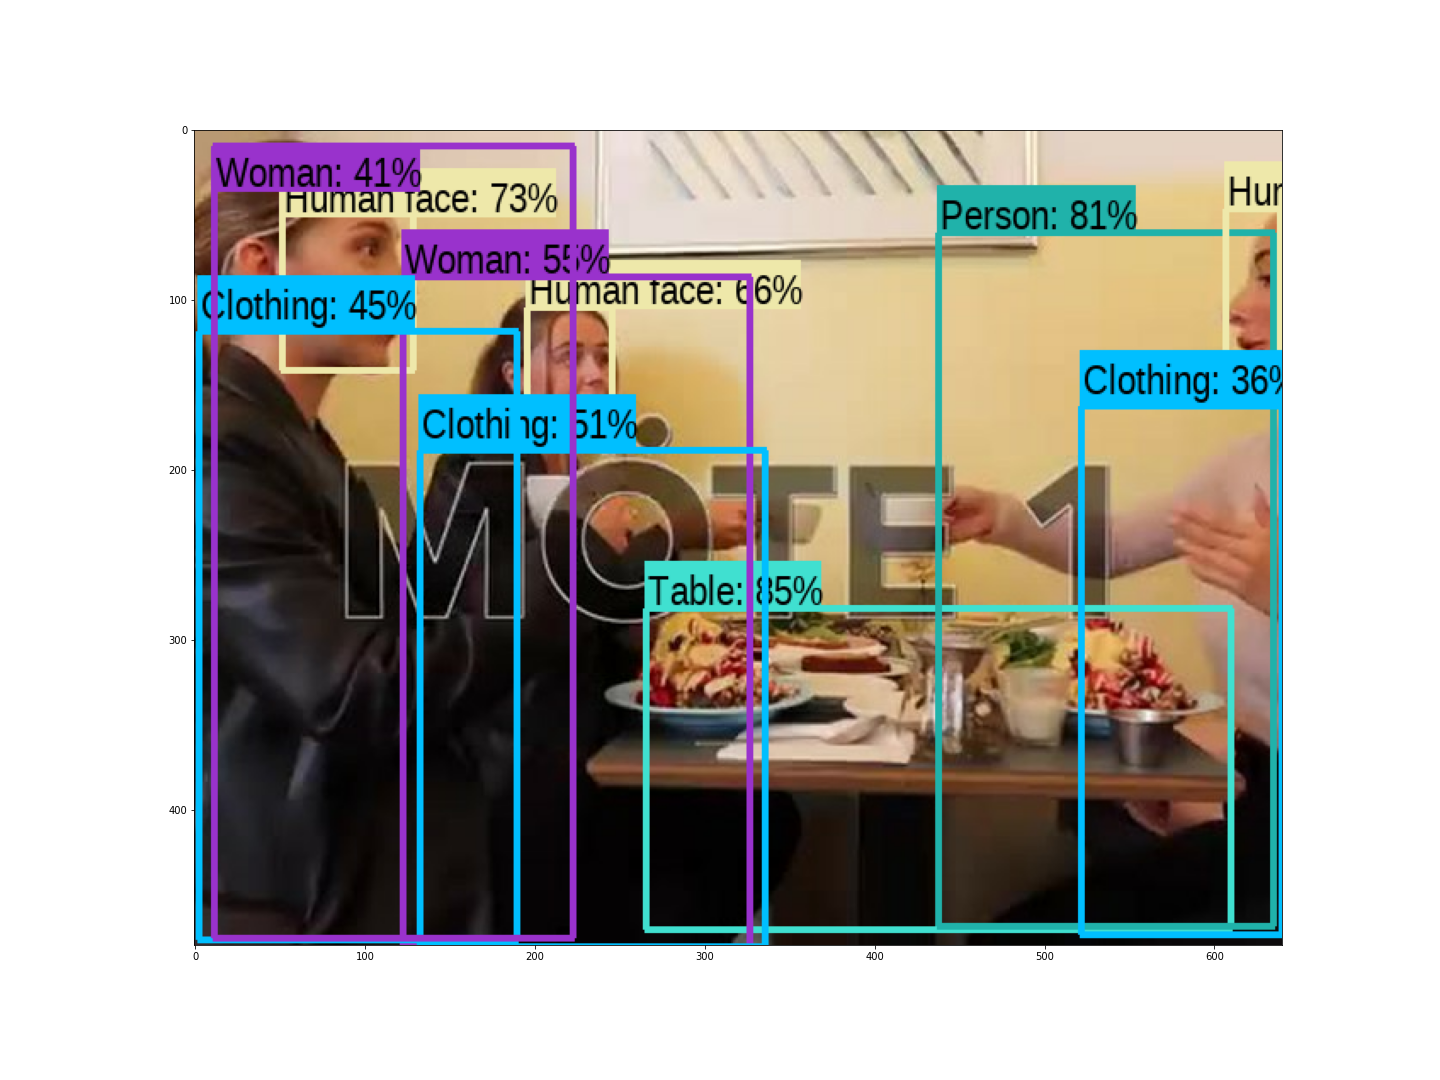 0
Woman: 41%
Human face: 73%
Hur
Person: 81%
Woman: 55%
Human face: 66%
100
Clothing: 45%
Clothing: 36%
Clothing: 51%
200
MOTE 1
Table: 85%
300
400
0 100 200 300 400 500 600